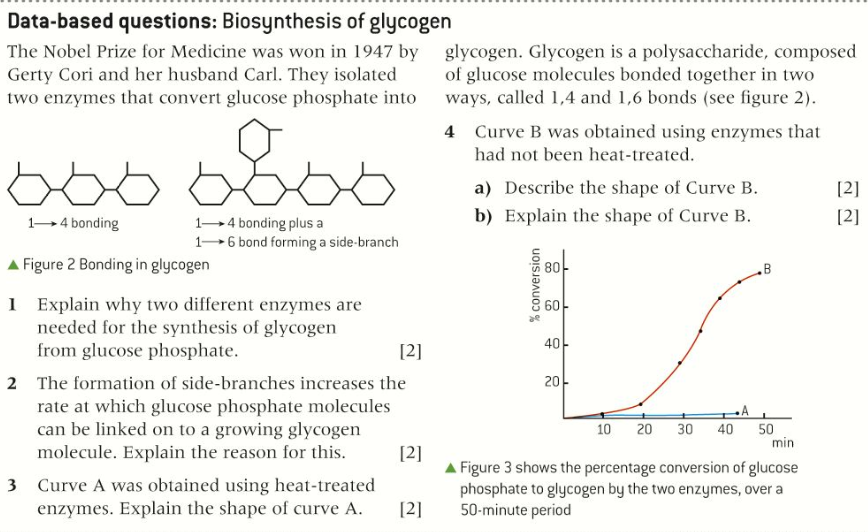 Data-based questions: Biosynthesis of glycogen
The Nobel Prize for Medicine was won in 1947 by
Gerty Cori and her husband Carl. They isolated
two enzymes that convert glucose phosphate into
1→4 bonding
1→4 bonding plus a
1→6 bond forming a side-branch
▲ Figure 2 Bonding in glycogen
1 Explain why two different enzymes are
needed for the synthesis of glycogen
from glucose phosphate. [2]
2 The formation of side-branches increases the
rate at which glucose phosphate molecules
can be linked on to a growing glycogen
molecule. Explain the reason for this. [2]
3 Curve A was obtained using heat-treated
enzymes. Explain the shape of curve A. [2]
glycogen. Glycogen is a polysaccharide, composed
of glucose molecules bonded together in two
ways, called 1,4 and 1,6 bonds (see figure 2).
4 Curve B was obtained using enzymes that
had not been heat-treated.
a) Describe the shape of Curve B. [2]
b) Explain the shape of Curve B. [2]
% conversion
80
60
40
20
B
A
10 20 30 40 50
min
▲ Figure 3 shows the percentage conversion of glucose
phosphate to glycogen by the two enzymes, over a
50-minute period